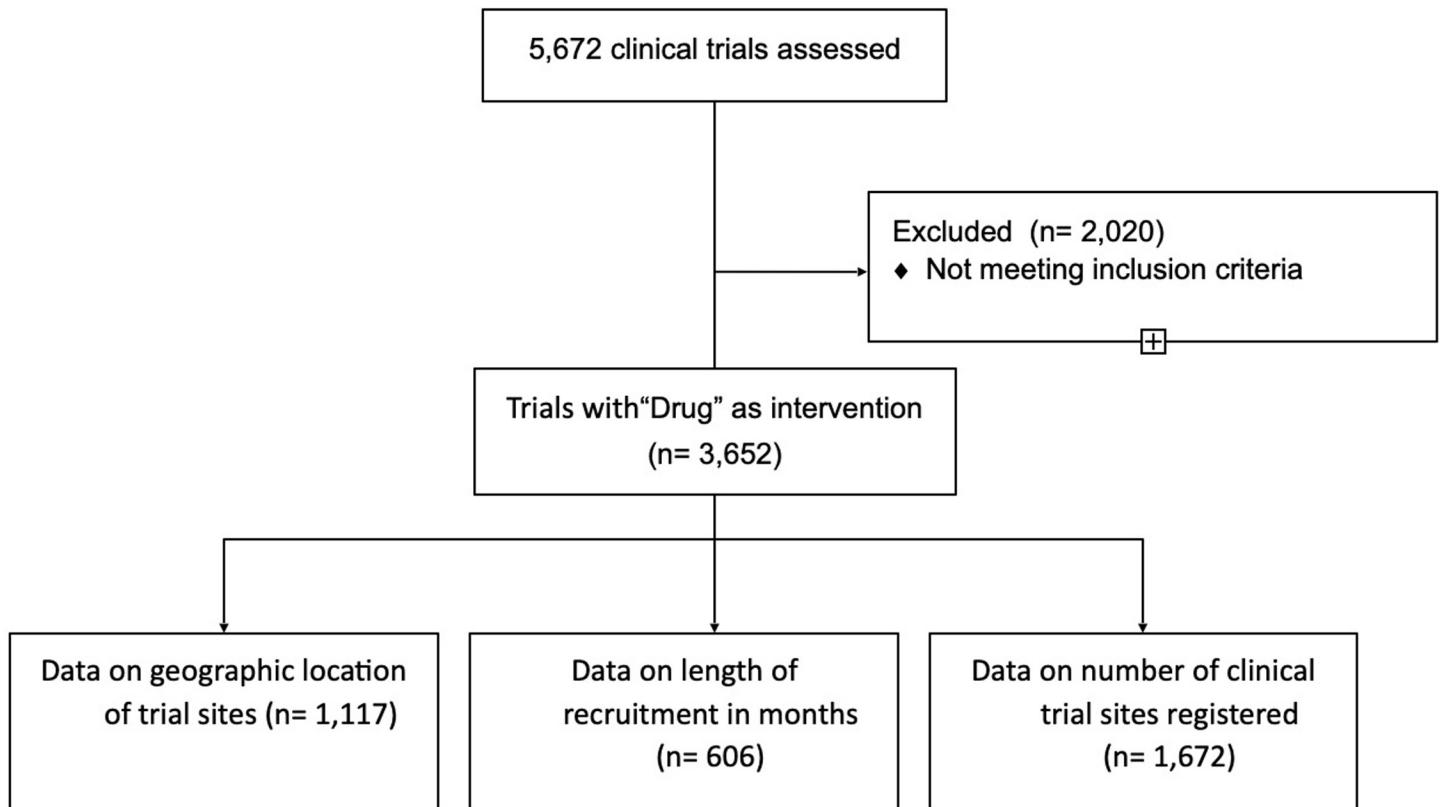 5,672 clinical trials assessed
Excluded  (n= 2,020)
♦ Not meeting inclusion criteria
Trials with“Drug” as intervention
(n= 3,652)
Data on geographic location
of trial sites (n= 1,117)
Data on length of
recruitment in months
(n= 606)
Data on number of clinical
trial sites registered
(n= 1,672)